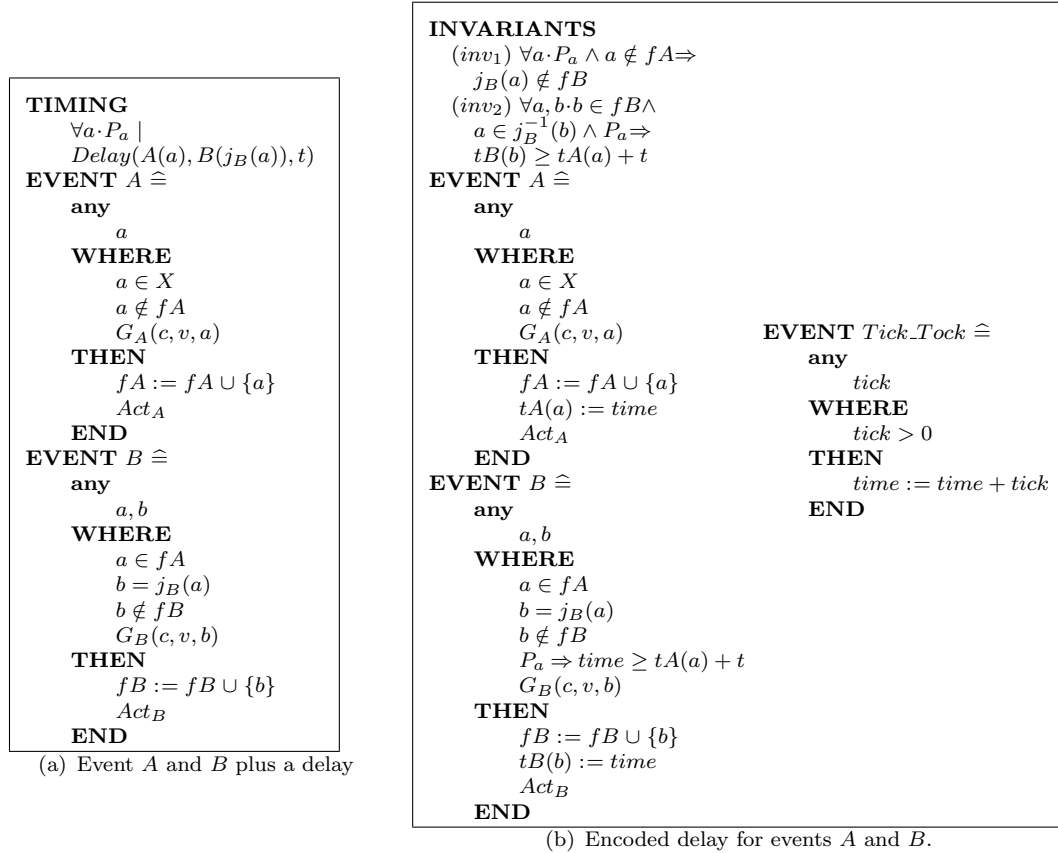 TIMING
∀a·P_a |
Delay(A(a), B(j_B(a)), t)
EVENT A ≙
any
a
WHERE
a ∈ X
a ∉ fA
G_A(c, v, a)
THEN
fA := fA ∪ {a}
Act_A
END
EVENT B ≙
any
a, b
WHERE
a ∈ fA
b = j_B(a)
b ∉ fB
G_B(c, v, b)
THEN
fB := fB ∪ {b}
Act_B
END
(a) Event A and B plus a delay
INVARIANTS
(inv_1) ∀a·P_a ∧ a ∉ fA⇒
j_B(a) ∉ fB
(inv_2) ∀a, b·b ∈ fB∧
a ∈ j_B^{-1}(b) ∧ P_a⇒
tB(b) ≥ tA(a) + t
EVENT A ≙
any
a
WHERE
a ∈ X
a ∉ fA
G_A(c, v, a)
THEN
fA := fA ∪ {a}
tA(a) := time
Act_A
END
EVENT B ≙
any
a, b
WHERE
a ∈ fA
b = j_B(a)
b ∉ fB
P_a ⇒ time ≥ tA(a) + t
G_B(c, v, b)
THEN
fB := fB ∪ {b}
tB(b) := time
Act_B
END
EVENT Tick_Tock ≙
any
tick
WHERE
tick > 0
THEN
time := time + tick
END
(b) Encoded delay for events A and B.